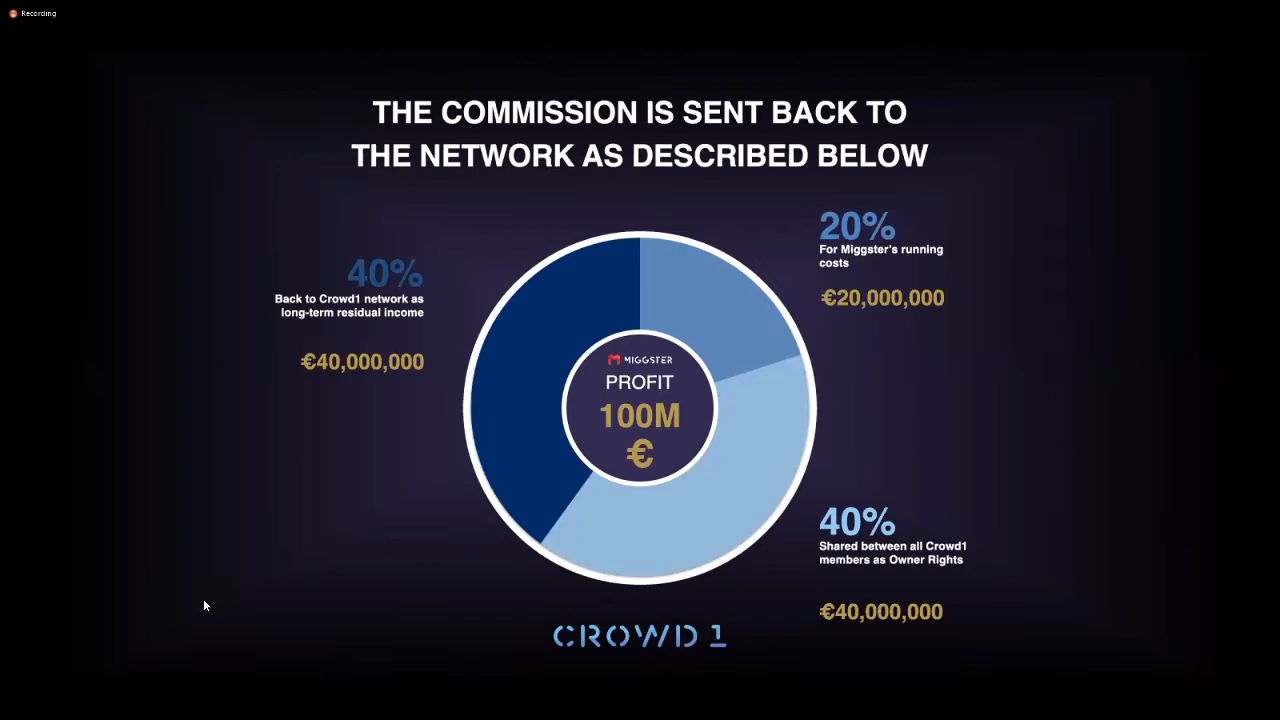 Recording
THE COMMISSION IS SENT BACK TO
THE NETWORK AS DESCRIBED BELOW
20%
For Miggster's running
costs
€20,000,000
40%
Back to Crowd1 network as
long-term residual income
€40,000,000
MIGGSTER
PROFIT
100M
€
40%
Shared between all Crowd1
members as Owner Rights
€40,000,000
CROWD 1